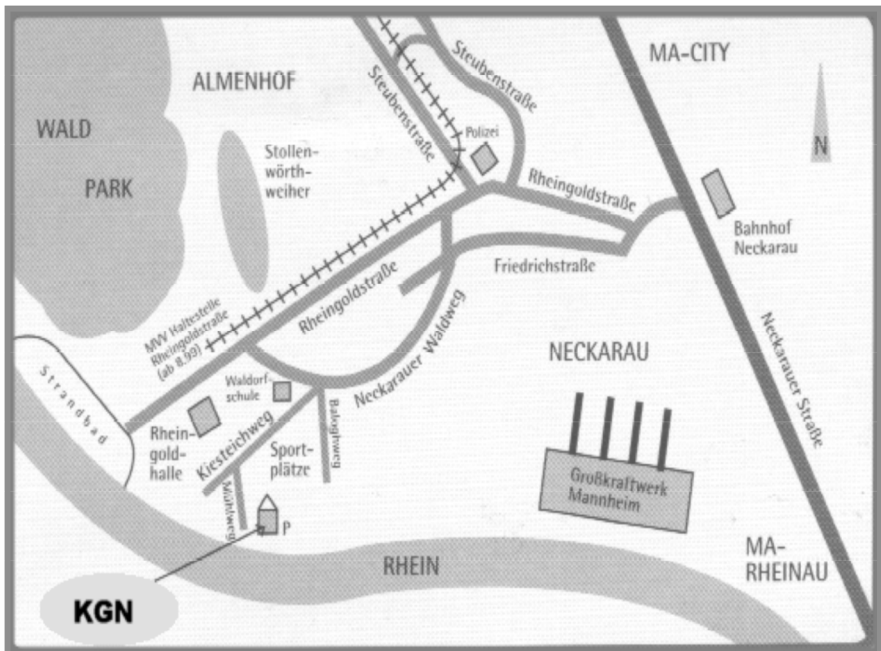 MA-CITY
ALMENHOF
WALD
PARK
Stollen-
wörth-
weiher
Steubenstraße
Steubenstraße
Polizei
N
Rheingoldstraße
Bahnhof
Neckarau
Friedrichstraße
Rheingoldstraße
MVV Haltestelle
Rheingoldstraße
(ab 8.99)
Neckarauer Waldweg
NECKARAU
Neckarauer Straße
Strandbad
Waldorf-
schule
Rhein-
gold-
halle
Kiesteichweg
Sport-
plätze
Baloghweg
Mühlweg
P
Großkraftwerk
Mannheim
RHEIN
MA-
RHEINAU
KGN